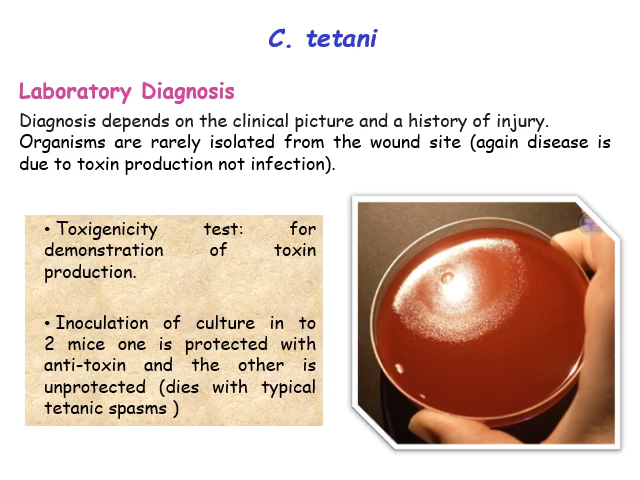 C. tetani
Laboratory Diagnosis
Diagnosis depends on the clinical picture and a history of injury.
Organisms are rarely isolated from the wound site (again disease is
due to toxin production not infection).
• Toxigenicity test: for
demonstration of toxin
production.
• Inoculation of culture in to
2 mice one is protected with
anti-toxin and the other is
unprotected (dies with typical
tetanic spasms )